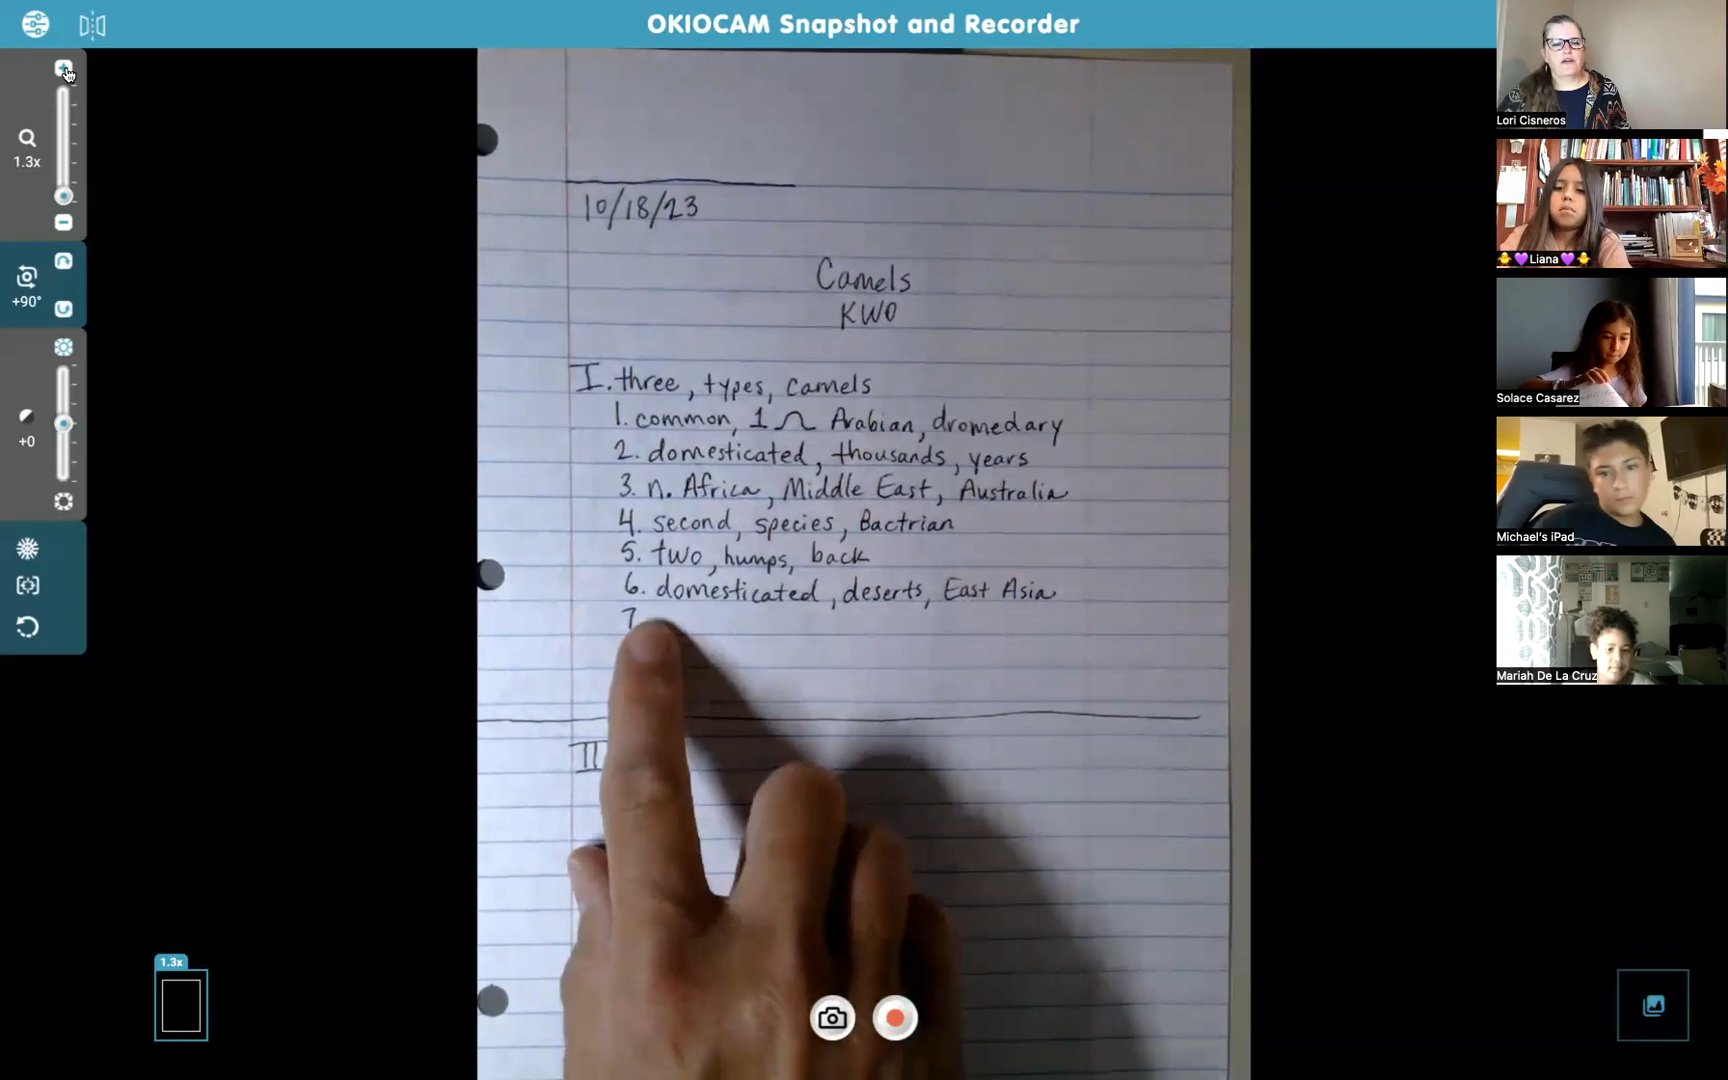 OKIOCAM Snapshot and Recorder
1.3x
+90°
+0
1.3x
10/18/23
Camels
KWO
I. three, types, camels
1. common, 1 Arabian, dromedary
2. domesticated, thousands, years
3. n. Africa, Middle East, Australia
4. second, species, Bactrian
5. two, humps, back
6. domesticated, deserts, East Asia
7.
II
Lori Cisneros
🐥💜Liana💜🐥
Solace Casarez
Michael's iPad
Mariah De La Cruz